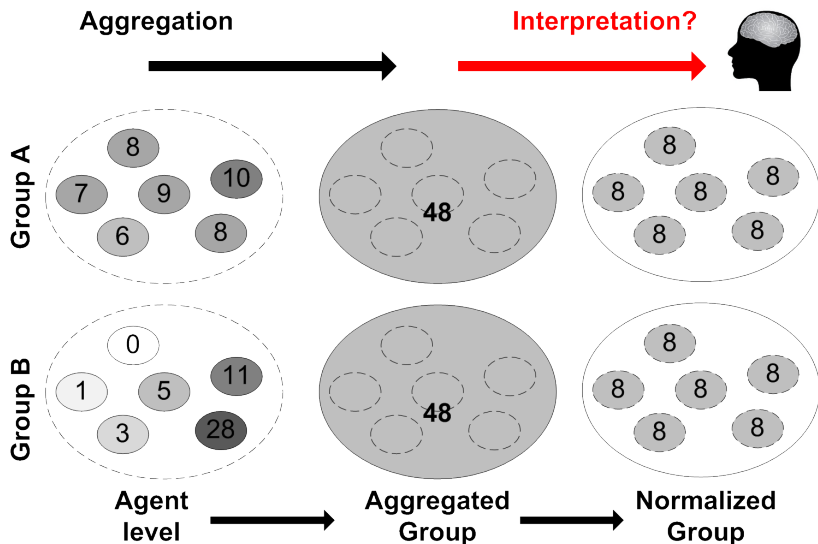 Aggregation
Interpretation?
Group A
8
10
7
9
6
8
48
8
8
8
8
8
8
Group B
0
11
1
5
3
28
48
8
8
8
8
8
8
Agent
level
Aggregated
Group
Normalized
Group